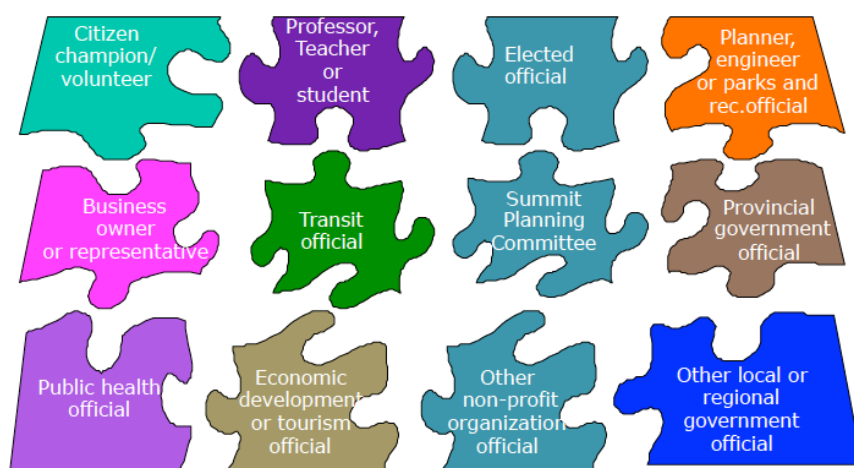 Citizen
champion/
volunteer
Professor,
Teacher
or
student
Elected
official
Planner,
engineer
or parks and
rec.official
Business
owner
or representative
Transit
official
Summit
Planning
Committee
Provincial
government
official
Public health
official
Economic
development
or tourism
official
Other
non-profit
organization
official
Other local or
regional
government
official